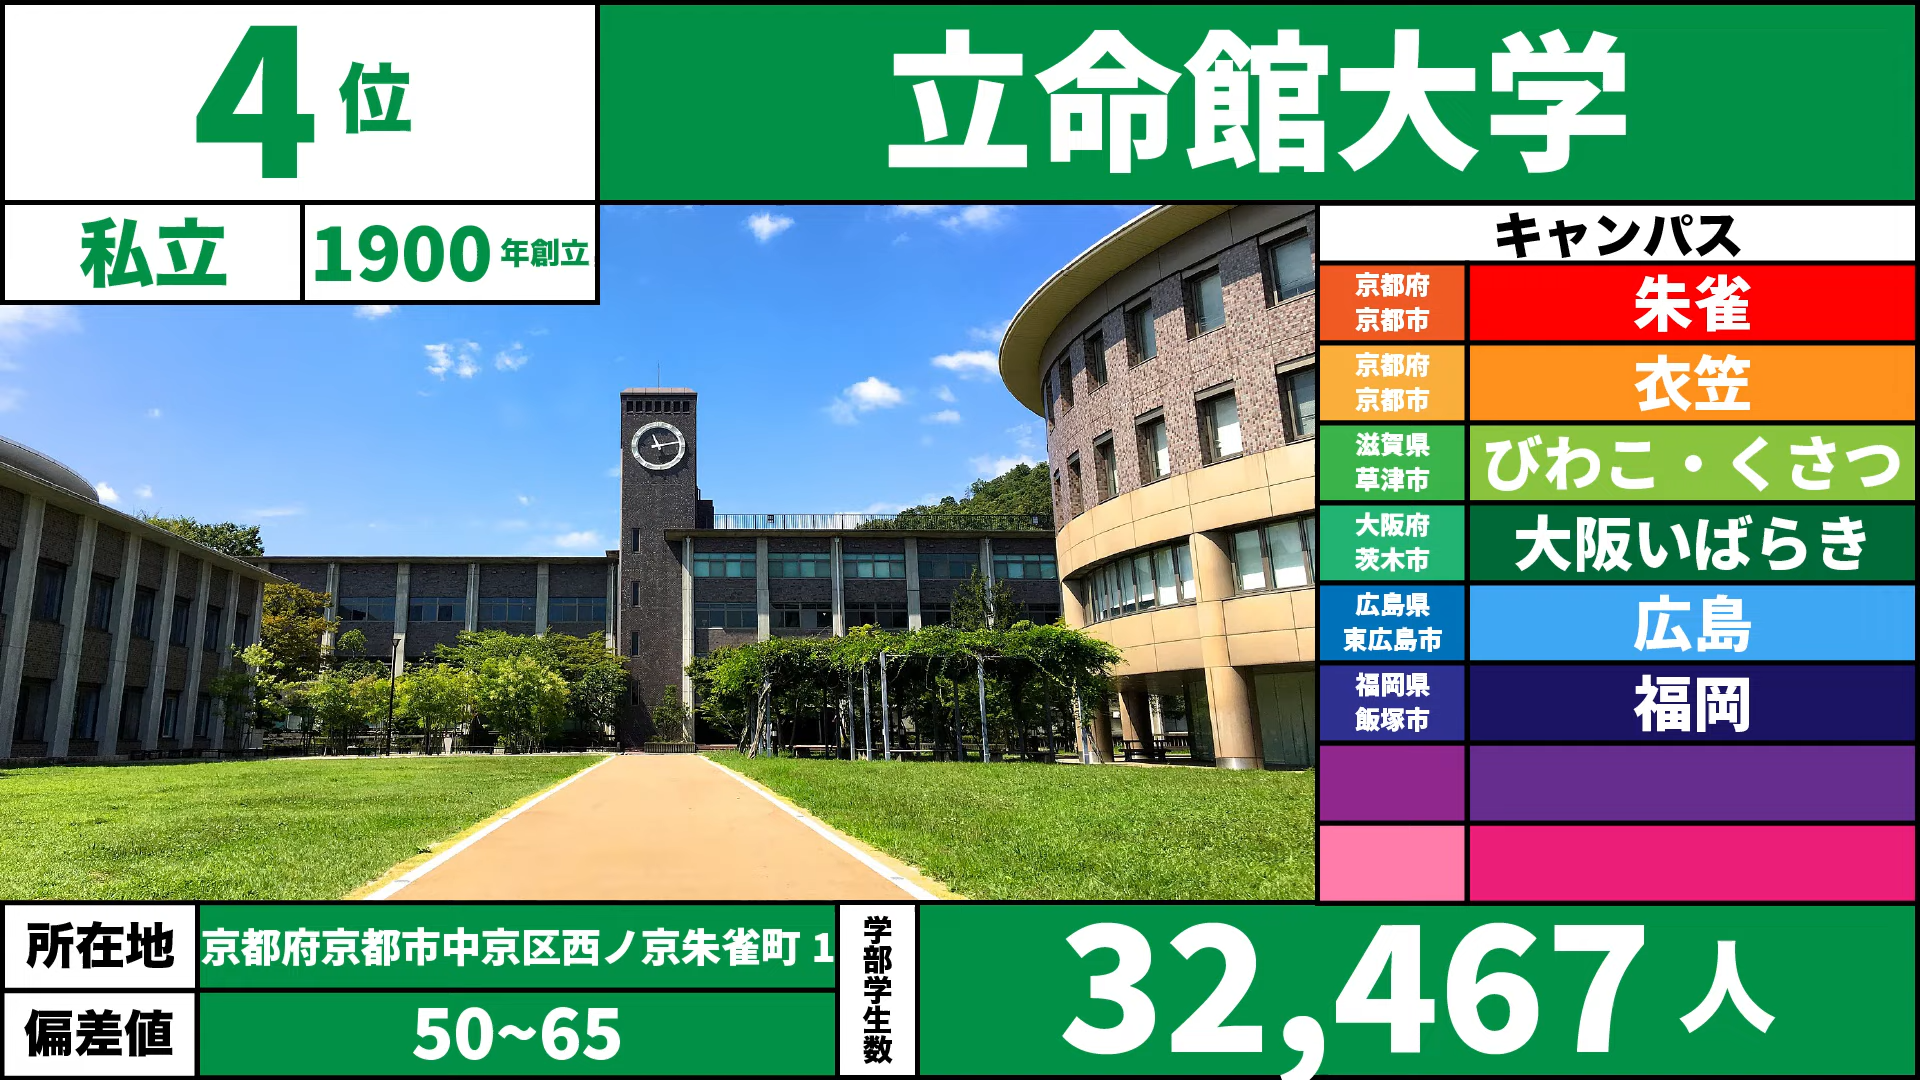 4位
立命館大学
私立
1900年創立
キャンパス
京都府
京都市
朱雀
京都府
京都市
衣笠
滋賀県
草津市
びわこ・くさつ
大阪府
茨木市
大阪いばらき
広島県
東広島市
広島
福岡県
飯塚市
福岡
所在地
京都府京都市中京区西ノ京朱雀町 1
偏差値
50~65
学部学生数
32,467人